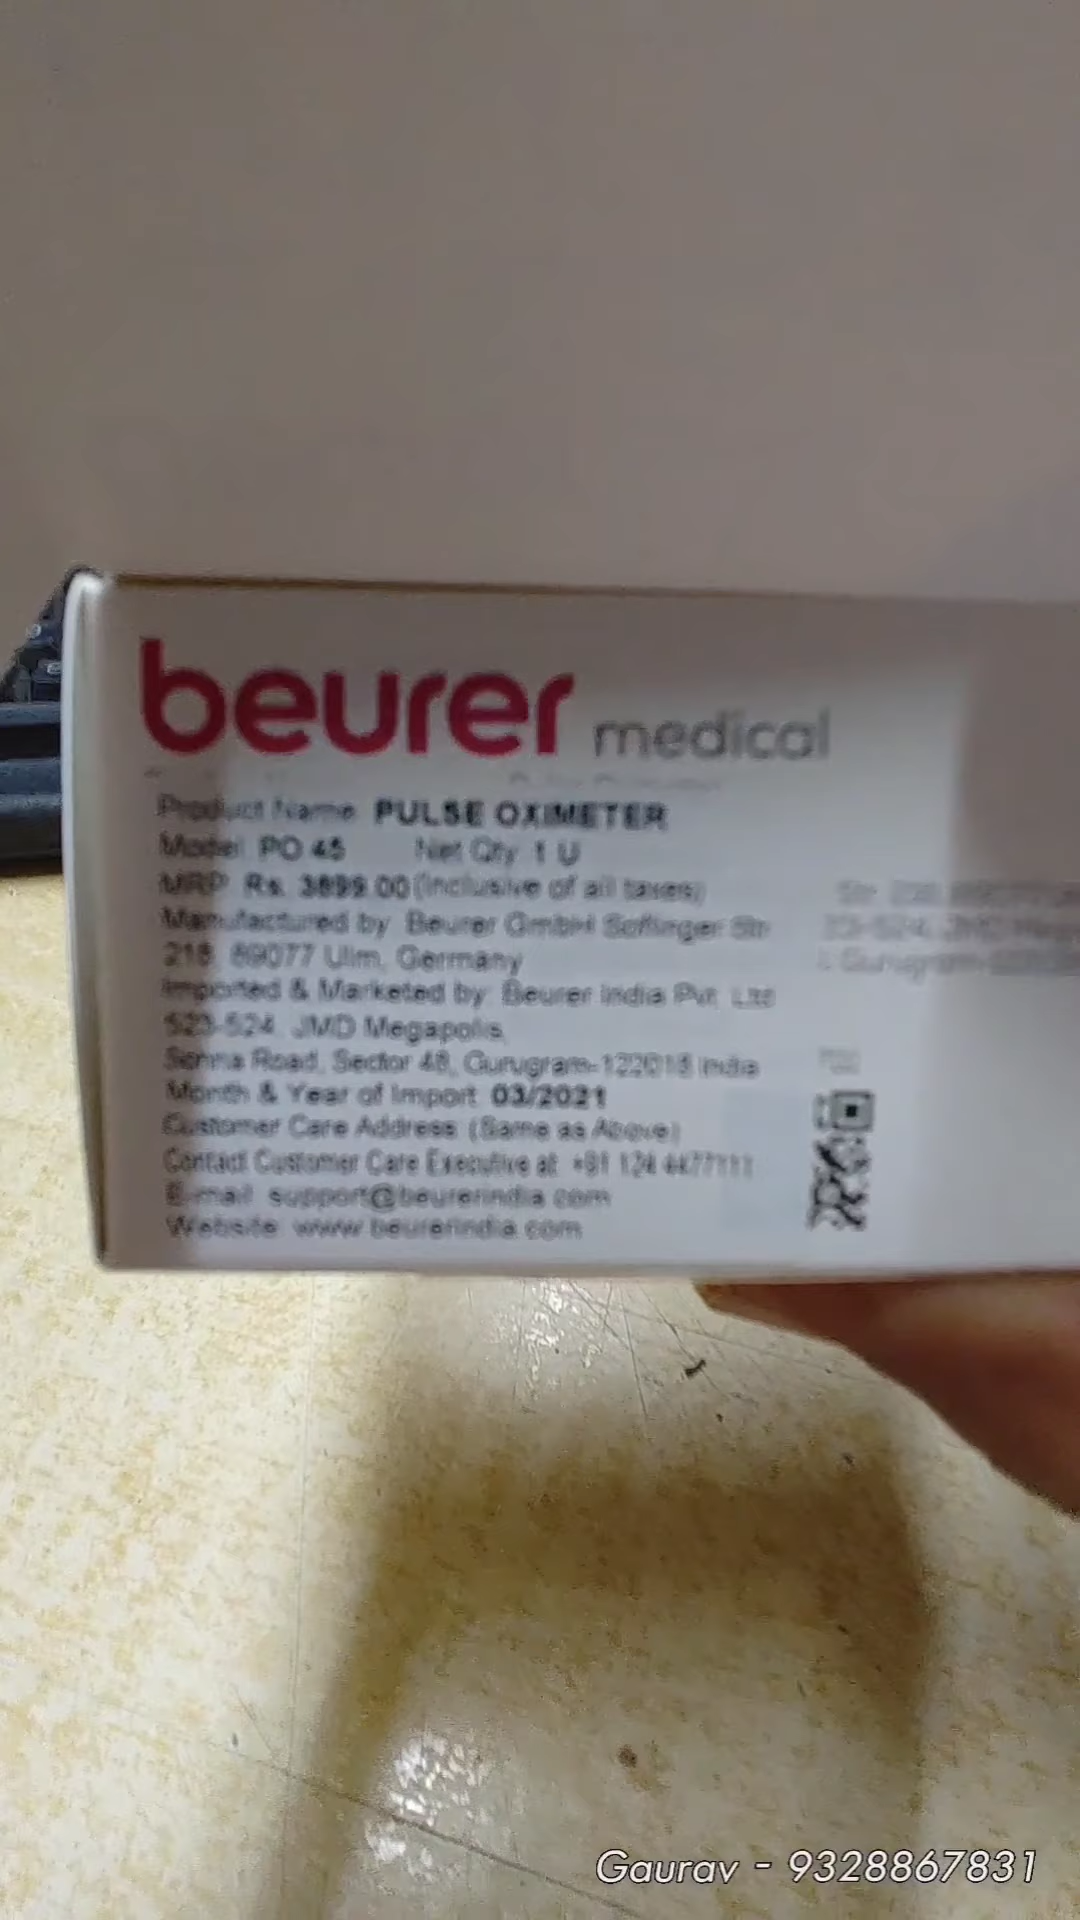 beurer medical
Product Name PULSE OXIMETER
Model PO 45 Net Qty 1 U
MRP Rs. 3899.00 (Inclusive of all taxes)
Manufactured by Beurer GmbH Soflinger Str
218 89077 Ulm, Germany
Imported & Marketed by Beurer India Pvt Ltd
523-524 JMD Megapolis,
Sohna Road, Sector 48, Gurugram-122018 India
Month & Year of Import 03/2021
Customer Care Address (Same as Above)
Contact Customer Care Executive at +91 124 4477111
E-mail support@beurerindia com
Website www beurerindia com
Gaurav - 9328867831